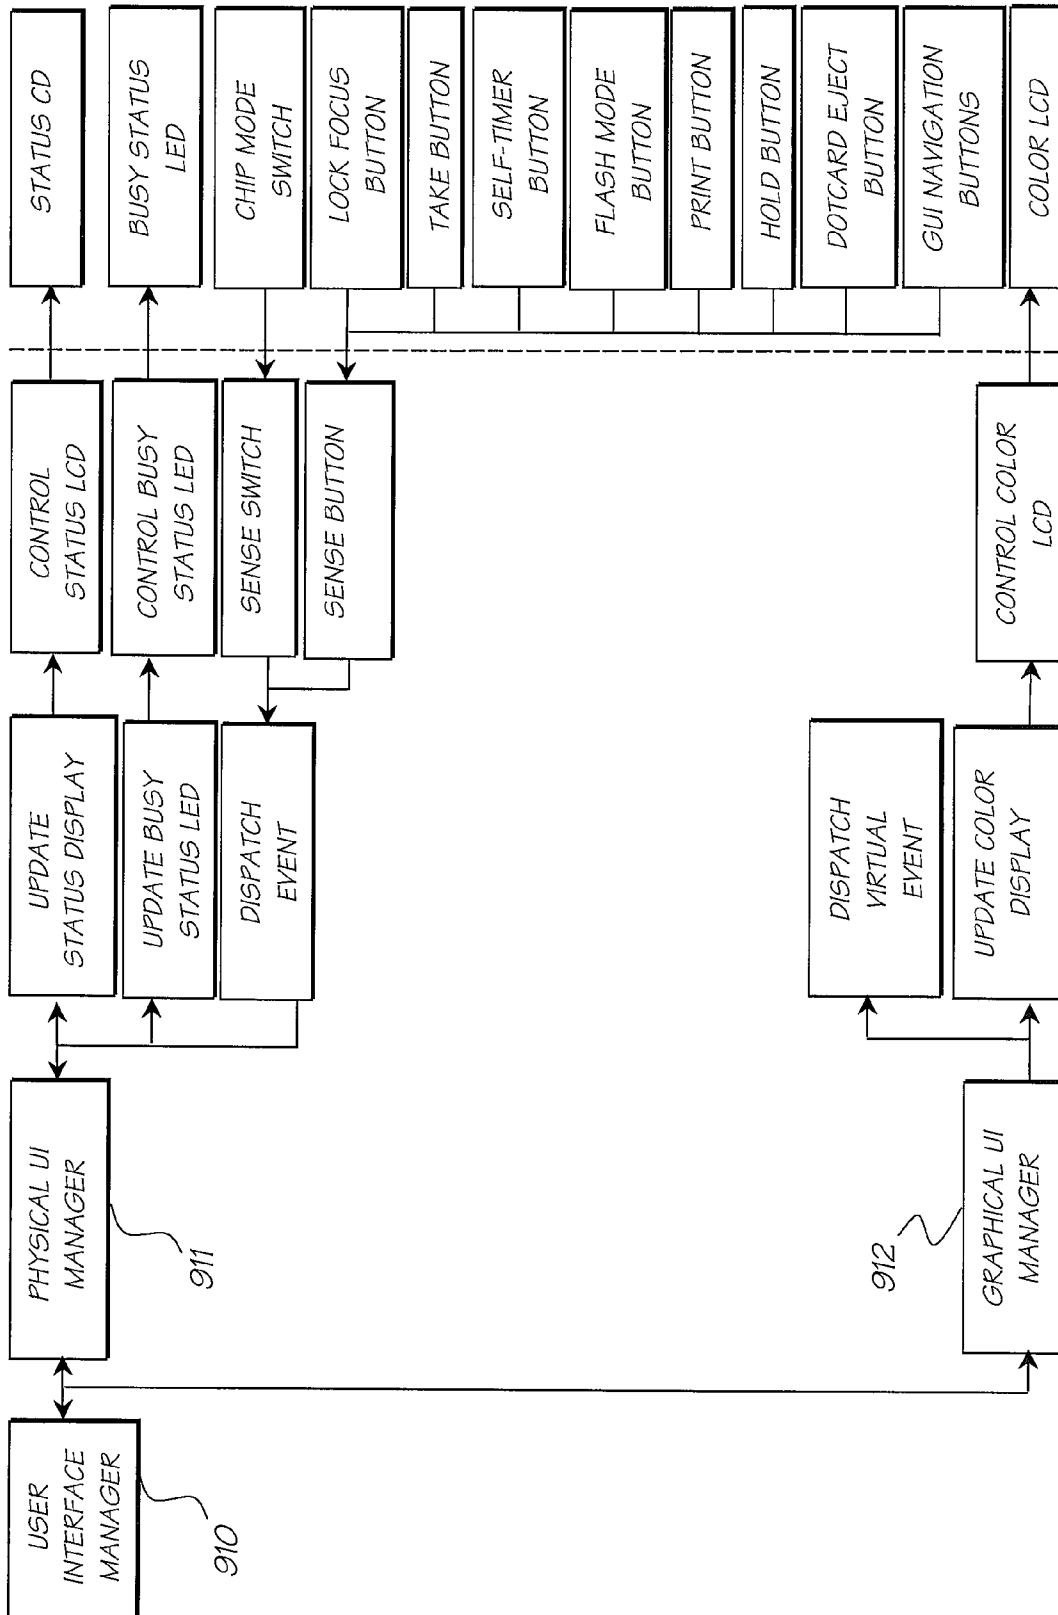 USER
INTERFACE
MANAGER
910
PHYSICAL UI
MANAGER
911
GRAPHICAL UI
MANAGER
912
UPDATE
STATUS DISPLAY
UPDATE BUSY
STATUS LED
DISPATCH
EVENT
DISPATCH
VIRTUAL
EVENT
UPDATE COLOR
DISPLAY
CONTROL
STATUS LCD
CONTROL BUSY
STATUS LED
SENSE SWITCH
SENSE BUTTON
CONTROL COLOR
LCD
STATUS CD
BUSY STATUS
LED
CHIP MODE
SWITCH
LOCK FOCUS
BUTTON
TAKE BUTTON
SELF-TIMER
BUTTON
FLASH MODE
BUTTON
PRINT BUTTON
HOLD BUTTON
DOTCARD EJECT
BUTTON
GUI NAVIGATION
BUTTONS
COLOR LCD